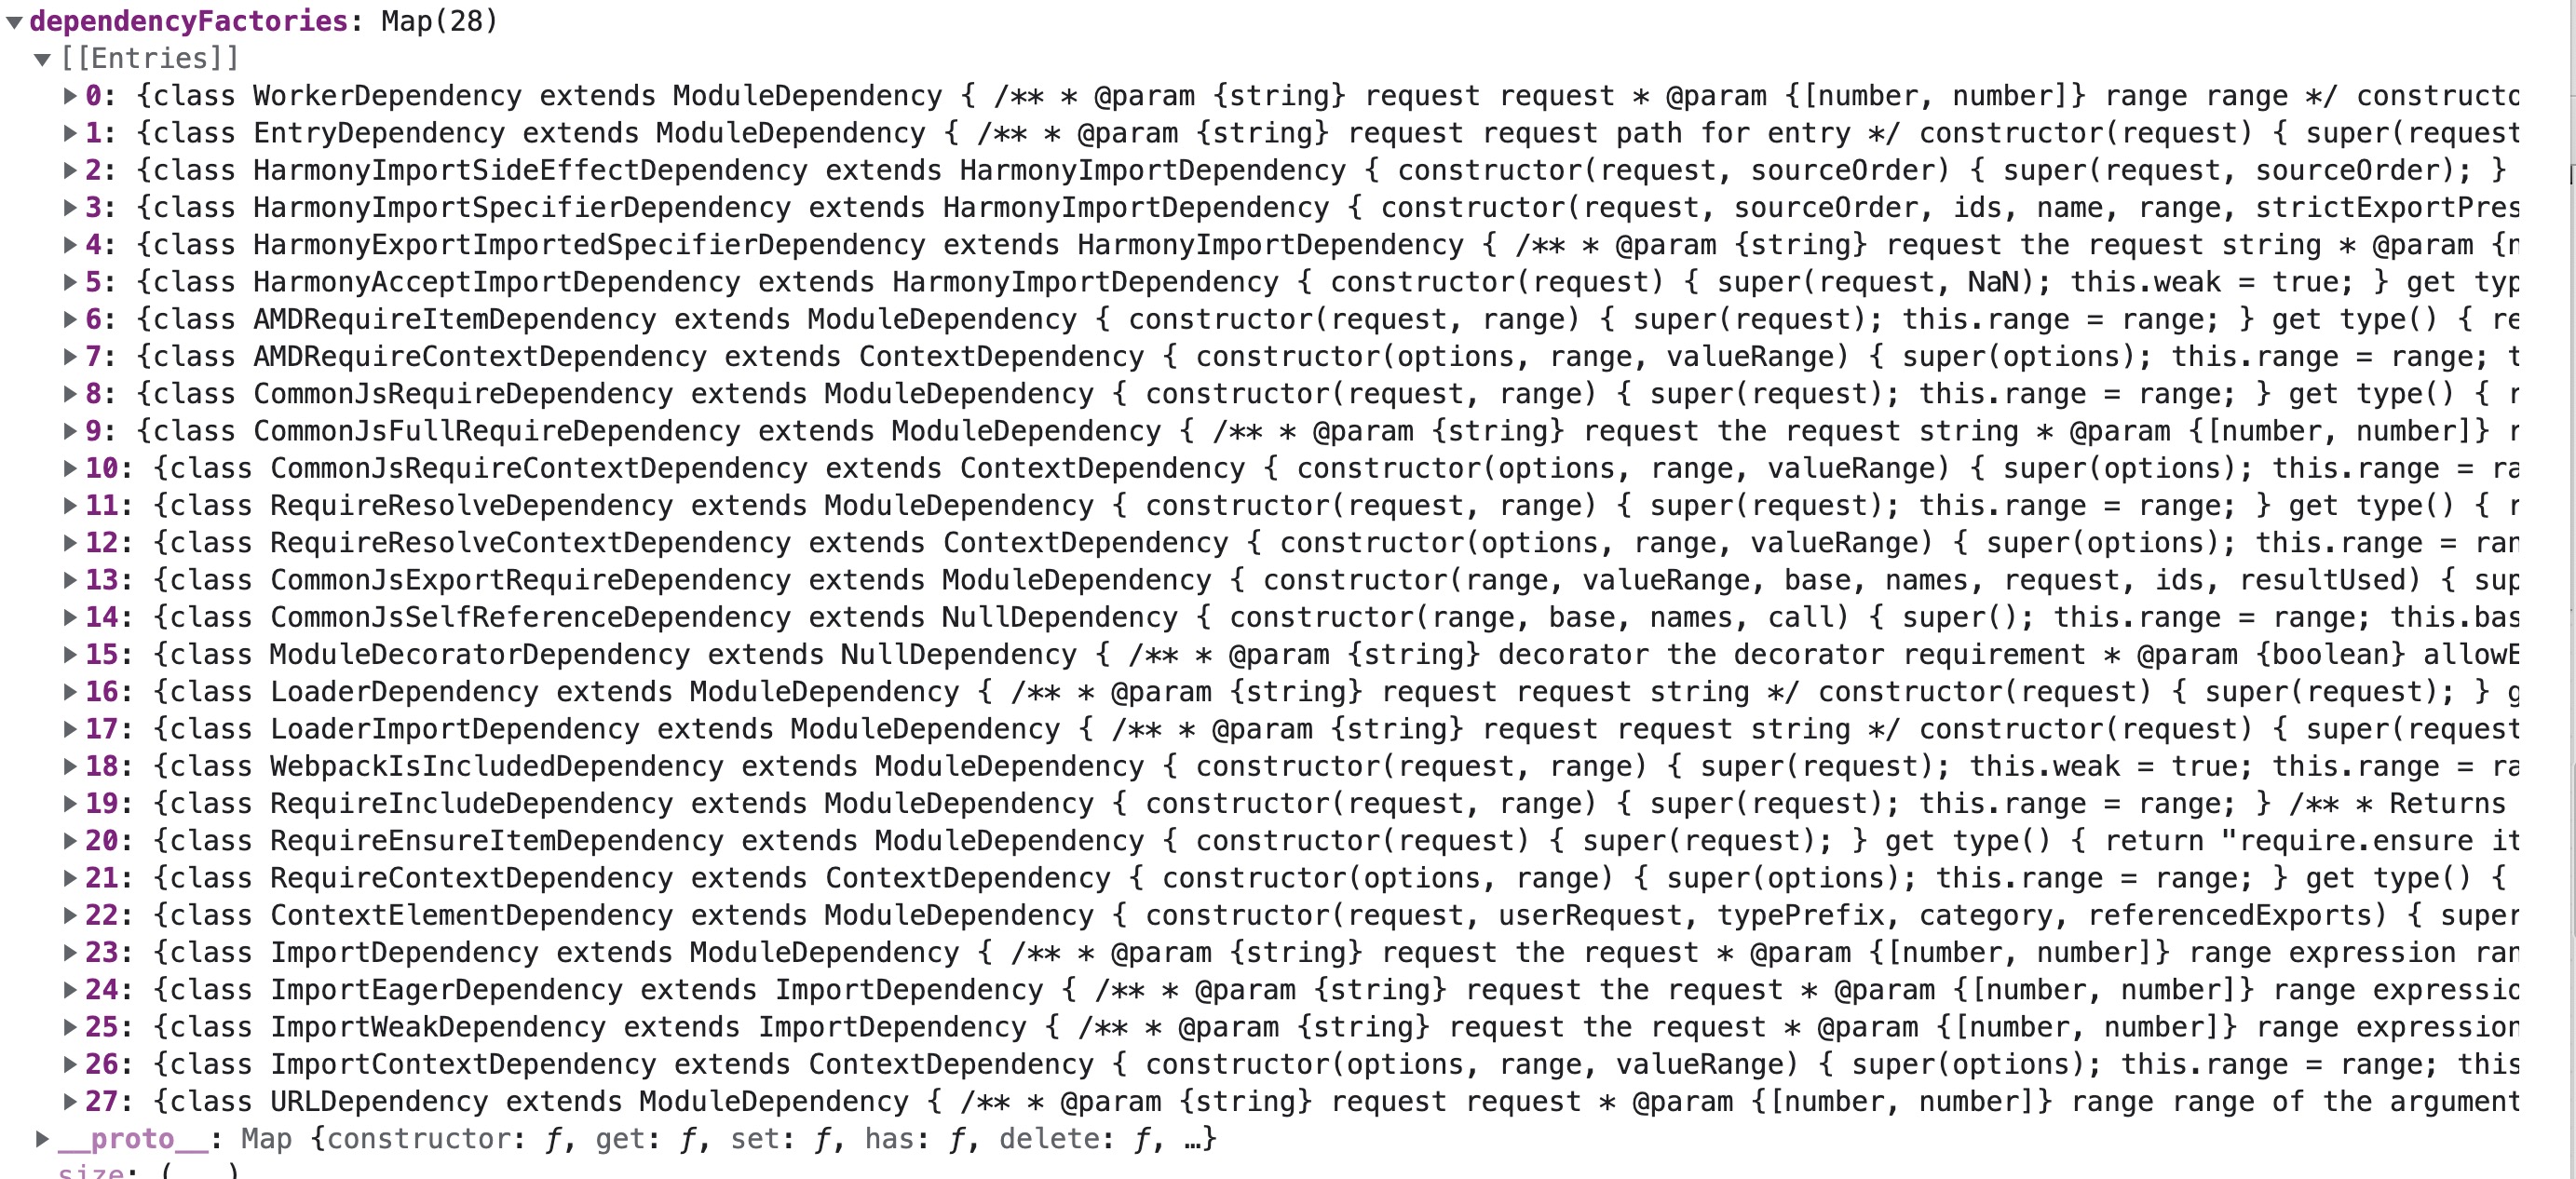 ▼dependencyFactories: Map(28)
▼[[Entries]]
▶0: {class WorkerDependency extends ModuleDependency { /** * @param {string} request request * @param {[number, number]} range range */ constructo
▶1: {class EntryDependency extends ModuleDependency { /** * @param {string} request request path for entry */ constructor(request) { super(request
▶2: {class HarmonyImportSideEffectDependency extends HarmonyImportDependency { constructor(request, sourceOrder) { super(request, sourceOrder); }
▶3: {class HarmonyImportSpecifierDependency extends HarmonyImportDependency { constructor(request, sourceOrder, ids, name, range, strictExportPres
▶4: {class HarmonyExportImportedSpecifierDependency extends HarmonyImportDependency { /** * @param {string} request the request string * @param {n
▶5: {class HarmonyAcceptImportDependency extends HarmonyImportDependency { constructor(request) { super(request, NaN); this.weak = true; } get typ
▶6: {class AMDRequireItemDependency extends ModuleDependency { constructor(request, range) { super(request); this.range = range; } get type() { re
▶7: {class AMDRequireContextDependency extends ContextDependency { constructor(options, range, valueRange) { super(options); this.range = range; t
▶8: {class CommonJsRequireDependency extends ModuleDependency { constructor(request, range) { super(request); this.range = range; } get type() { r
▶9: {class CommonJsFullRequireDependency extends ModuleDependency { /** * @param {string} request the request string * @param {[number, number]} r
▶10: {class CommonJsRequireContextDependency extends ContextDependency { constructor(options, range, valueRange) { super(options); this.range = ra
▶11: {class RequireResolveDependency extends ModuleDependency { constructor(request, range) { super(request); this.range = range; } get type() { r
▶12: {class RequireResolveContextDependency extends ContextDependency { constructor(options, range, valueRange) { super(options); this.range = ran
▶13: {class CommonJsExportRequireDependency extends ModuleDependency { constructor(range, valueRange, base, names, request, ids, resultUsed) { sup
▶14: {class CommonJsSelfReferenceDependency extends NullDependency { constructor(range, base, names, call) { super(); this.range = range; this.bas
▶15: {class ModuleDecoratorDependency extends NullDependency { /** * @param {string} decorator the decorator requirement * @param {boolean} allowE
▶16: {class LoaderDependency extends ModuleDependency { /** * @param {string} request request string */ constructor(request) { super(request); } g
▶17: {class LoaderImportDependency extends ModuleDependency { /** * @param {string} request request string */ constructor(request) { super(request
▶18: {class WebpackIsIncludedDependency extends ModuleDependency { constructor(request, range) { super(request); this.weak = true; this.range = ra
▶19: {class RequireIncludeDependency extends ModuleDependency { constructor(request, range) { super(request); this.range = range; } /** * Returns
▶20: {class RequireEnsureItemDependency extends ModuleDependency { constructor(request) { super(request); } get type() { return "require.ensure it
▶21: {class RequireContextDependency extends ContextDependency { constructor(options, range) { super(options); this.range = range; } get type() {
▶22: {class ContextElementDependency extends ModuleDependency { constructor(request, userRequest, typePrefix, category, referencedExports) { super
▶23: {class ImportDependency extends ModuleDependency { /** * @param {string} request the request * @param {[number, number]} range expression ran
▶24: {class ImportEagerDependency extends ImportDependency { /** * @param {string} request the request * @param {[number, number]} range expressio
▶25: {class ImportWeakDependency extends ImportDependency { /** * @param {string} request the request * @param {[number, number]} range expression
▶26: {class ImportContextDependency extends ContextDependency { constructor(options, range, valueRange) { super(options); this.range = range; this
▶27: {class URLDependency extends ModuleDependency { /** * @param {string} request request * @param {[number, number]} range range of the argument
▶__proto__: Map {constructor: ƒ, get: ƒ, set: ƒ, has: ƒ, delete: ƒ, …}
size: (...)